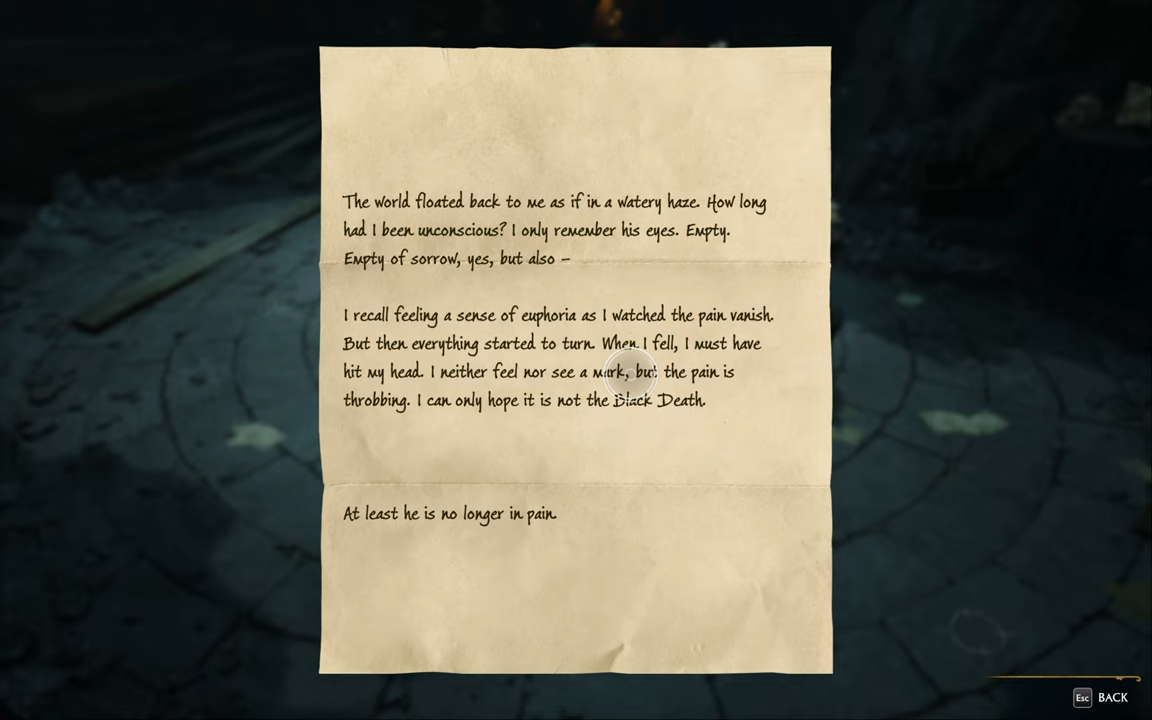 The world floated back to me as if in a watery haze. How long
had I been unconscious? I only remember his eyes. Empty.
Empty of sorrow, yes, but also –
I recall feeling a sense of euphoria as I watched the pain vanish.
But then everything started to turn. When I fell, I must have
hit my head. I neither feel nor see a mark, but the pain is
throbbing. I can only hope it is not the Black Death.
At least he is no longer in pain.
Esc BACK